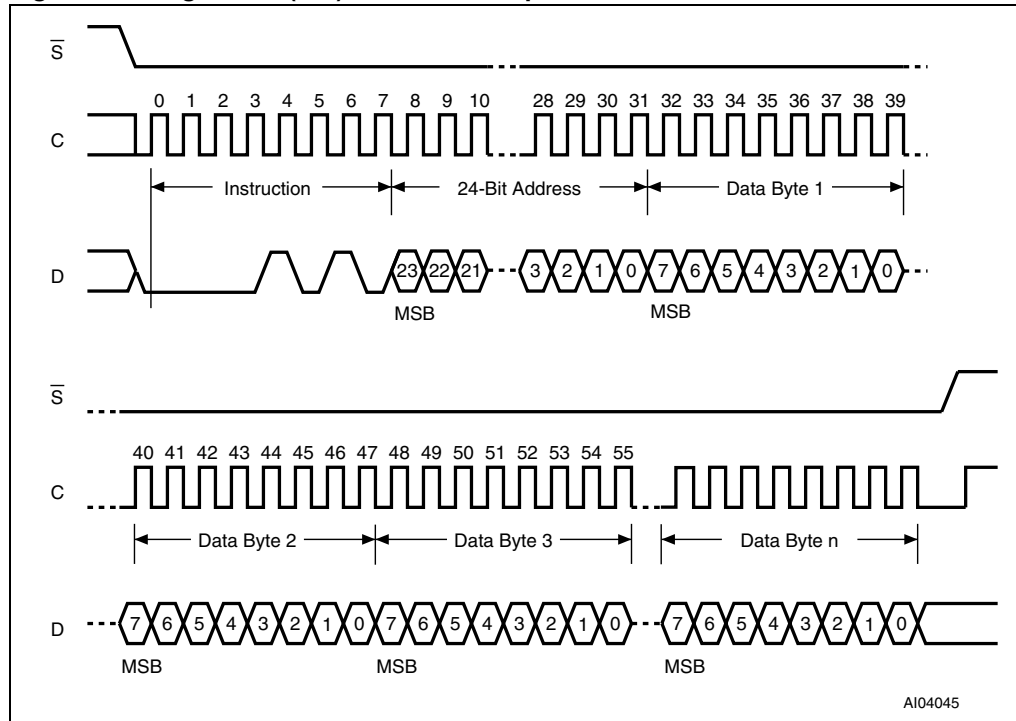 S
0 1 2 3 4 5 6 7 8 9 10 28 29 30 31 32 33 34 35 36 37 38 39
C
Instruction 24-Bit Address Data Byte 1
D 23 22 21 3 2 1 0 7 6 5 4 3 2 1 0
MSB MSB
S
40 41 42 43 44 45 46 47 48 49 50 51 52 53 54 55
C
Data Byte 2 Data Byte 3 Data Byte n
D 7 6 5 4 3 2 1 0 7 6 5 4 3 2 1 0 7 6 5 4 3 2 1 0
MSB MSB MSB
AI04045